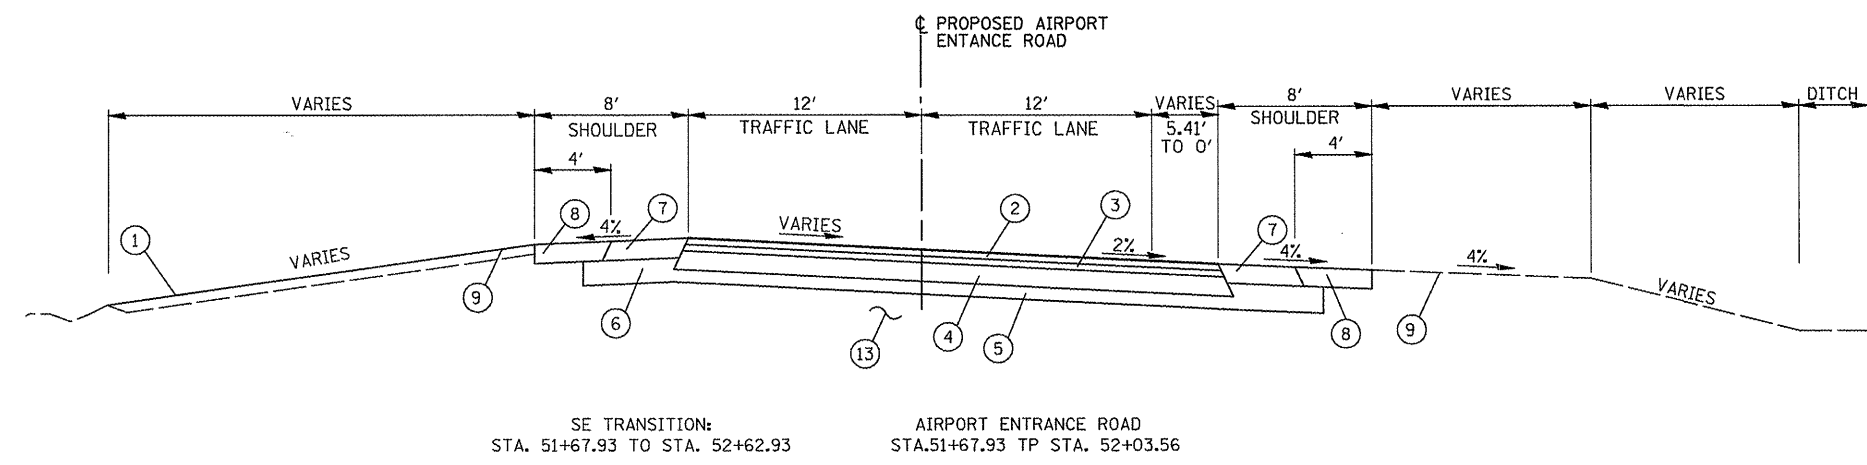 ℄ PROPOSED AIRPORT
ENTANCE ROAD
VARIES
8'
12'
12'
VARIES
8'
VARIES
VARIES
DITCH
SHOULDER
TRAFFIC LANE
TRAFFIC LANE
5.41'
TO 0'
SHOULDER
4'
4'
1
8
4%
7
VARIES
2
3
2%
7
4%
4%
VARIES
VARIES
9
6
13
4
5
8
9
SE TRANSITION:
STA. 51+67.93 TO STA. 52+62.93
AIRPORT ENTRANCE ROAD
STA.51+67.93 TP STA. 52+03.56